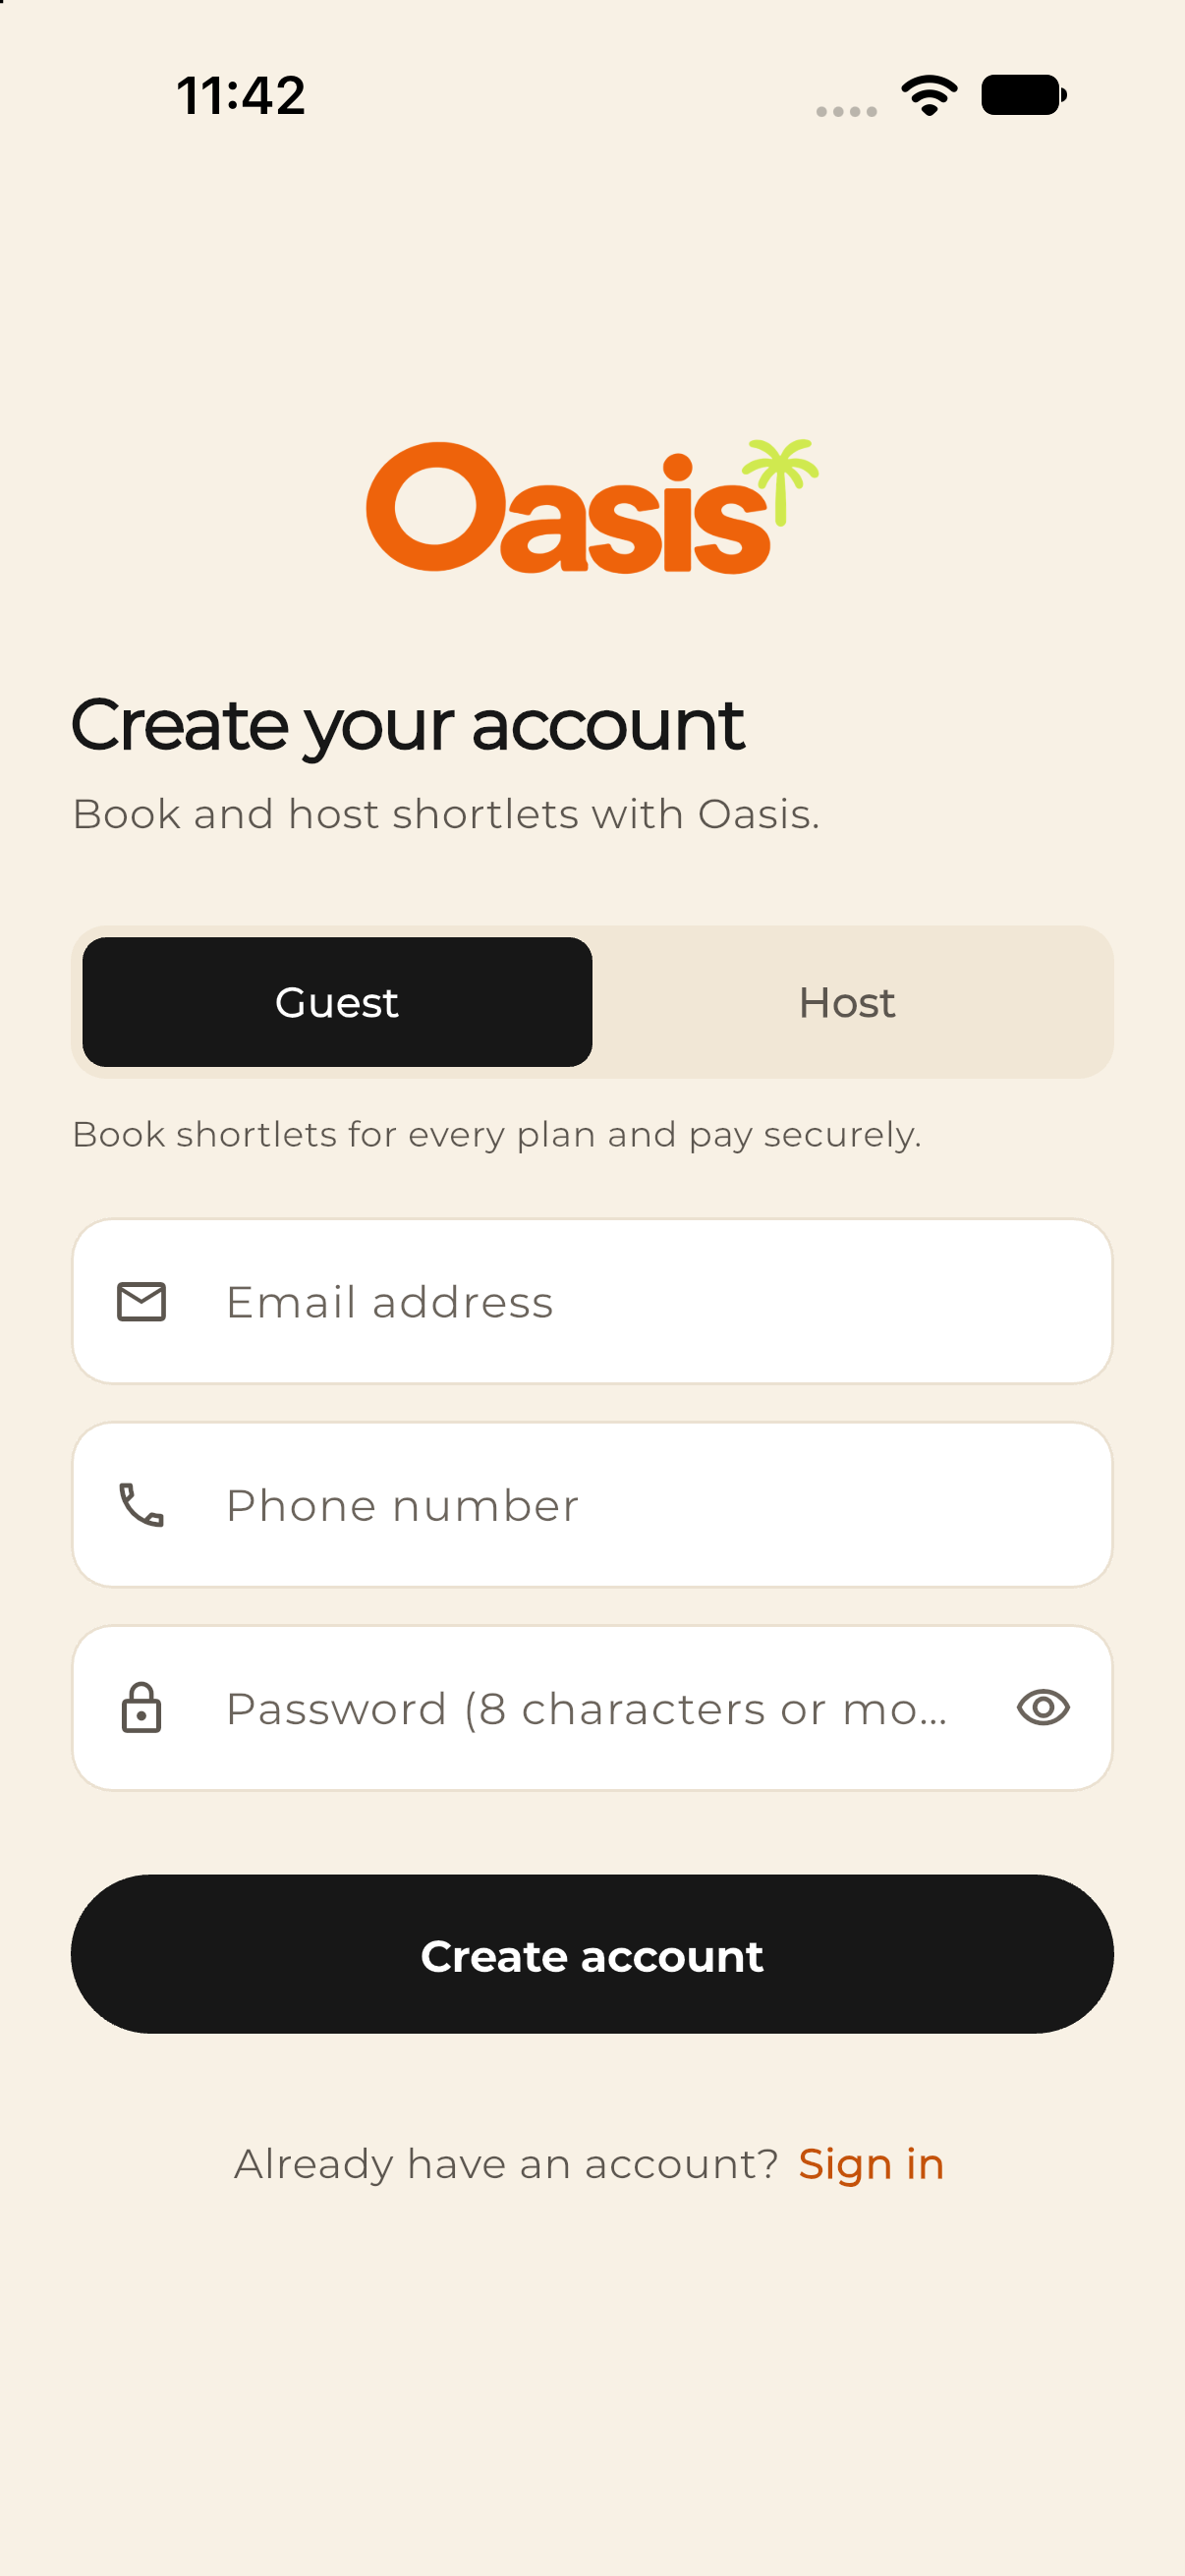 11:42
Oasis
Create your account
Book and host shortlets with Oasis.
Guest
Host
Book shortlets for every plan and pay securely.
Email address
Phone number
Password (8 characters or mo...
Create account
Already have an account? Sign in